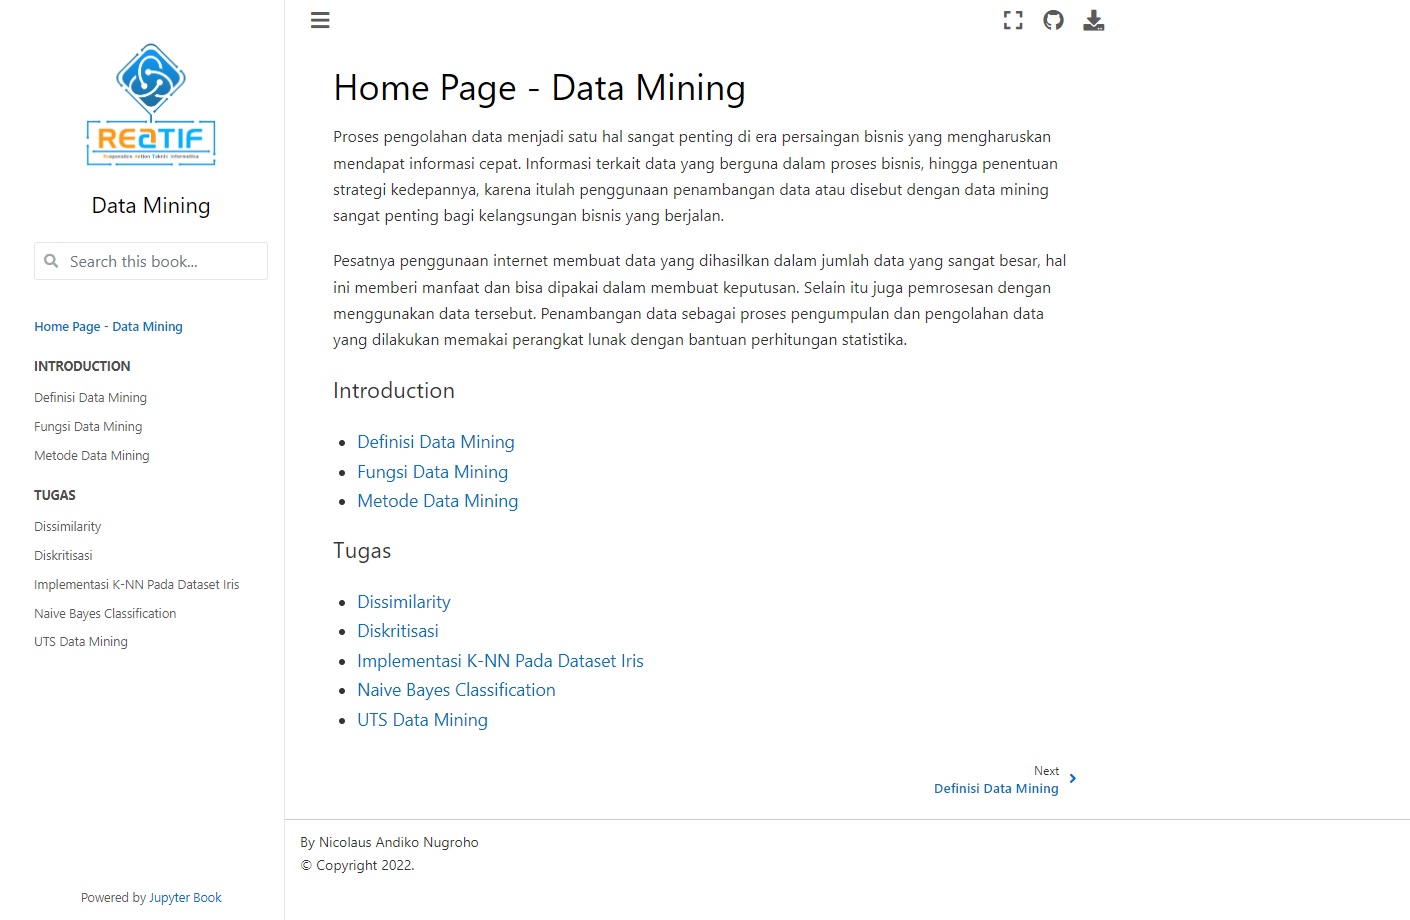 REATIF
Data Mining
Search this book...
Home Page - Data Mining
INTRODUCTION
Definisi Data Mining
Fungsi Data Mining
Metode Data Mining
TUGAS
Dissimilarity
Diskritisasi
Implementasi K-NN Pada Dataset Iris
Naive Bayes Classification
UTS Data Mining
Powered by Jupyter Book
Home Page - Data Mining
Proses pengolahan data menjadi satu hal sangat penting di era persaingan bisnis yang mengharuskan
mendapat informasi cepat. Informasi terkait data yang berguna dalam proses bisnis, hingga penentuan
strategi kedepannya, karena itulah penggunaan penambangan data atau disebut dengan data mining
sangat penting bagi kelangsungan bisnis yang berjalan.
Pesatnya penggunaan internet membuat data yang dihasilkan dalam jumlah data yang sangat besar, hal
ini memberi manfaat dan bisa dipakai dalam membuat keputusan. Selain itu juga pemrosesan dengan
menggunakan data tersebut. Penambangan data sebagai proses pengumpulan dan pengolahan data
yang dilakukan memakai perangkat lunak dengan bantuan perhitungan statistika.
Introduction
• Definisi Data Mining
• Fungsi Data Mining
• Metode Data Mining
Tugas
• Dissimilarity
• Diskritisasi
• Implementasi K-NN Pada Dataset Iris
• Naive Bayes Classification
• UTS Data Mining
Next
Definisi Data Mining
By Nicolaus Andiko Nugroho
© Copyright 2022.